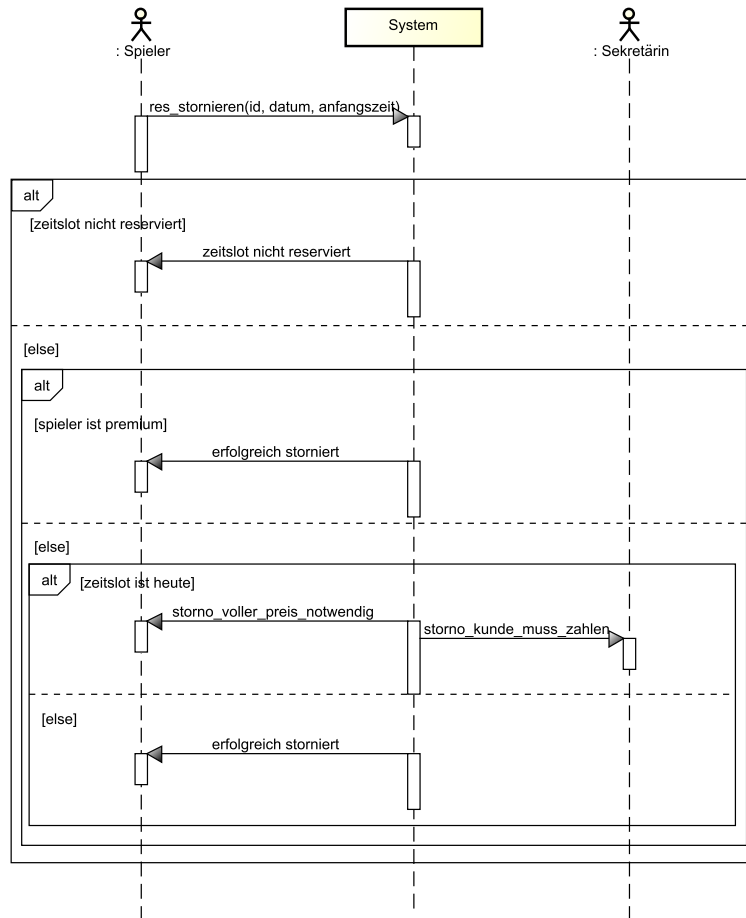 : Spieler
System
: Sekretärin
res_stornieren(id, datum, anfangszeit)
alt
[zeitslot nicht reserviert]
zeitslot nicht reserviert
[else]
alt
[spieler ist premium]
erfolgreich storniert
[else]
alt
[zeitslot ist heute]
storno_voller_preis_notwendig
storno_kunde_muss_zahlen
[else]
erfolgreich storniert